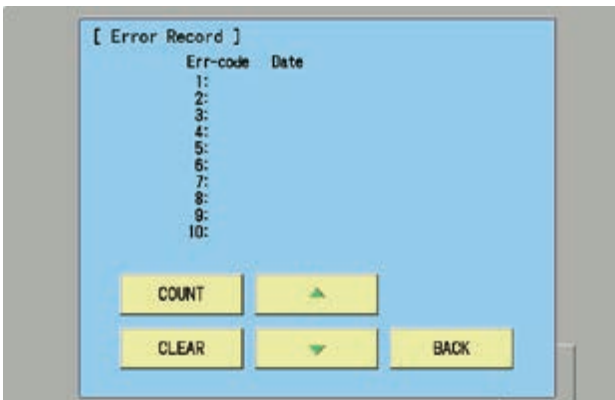 [ Error Record ]
Err-code Date
1:
2:
3:
4:
5:
6:
7:
8:
9:
10:
COUNT
CLEAR BACK